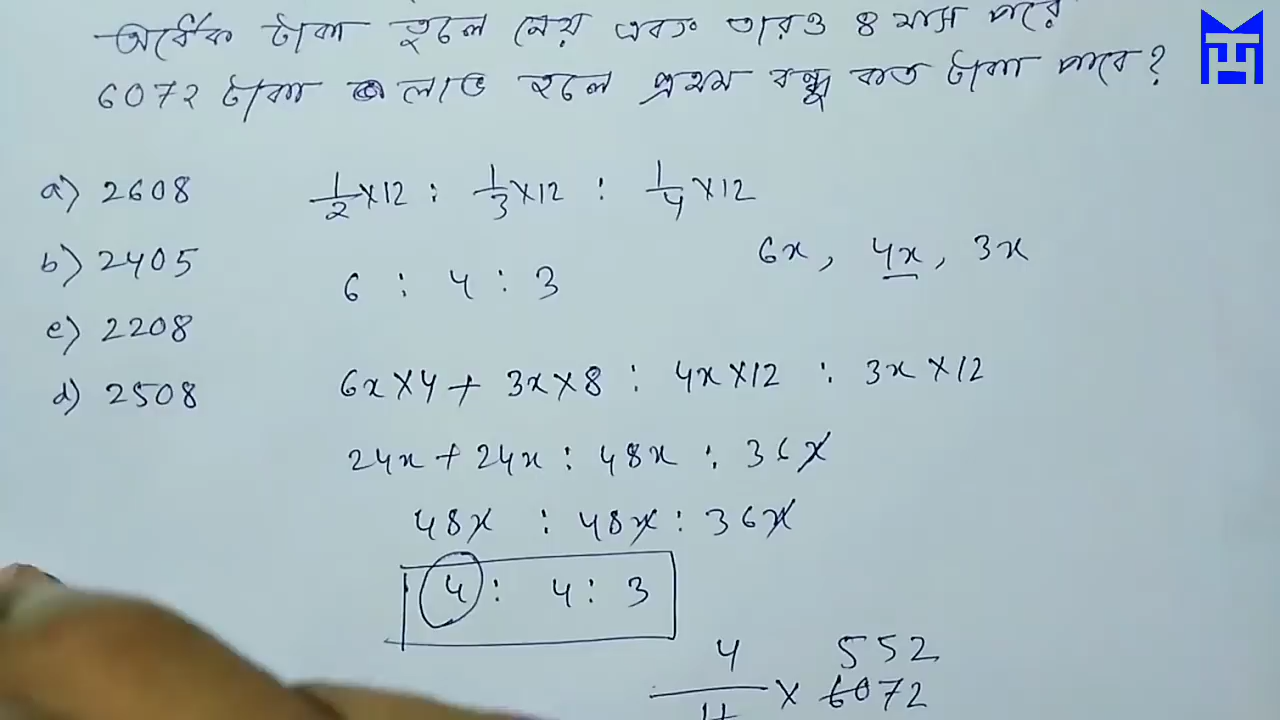 অর্ধেক টাকা তুলে নেয় এবং তারও 8 মাস পরে
6072 টাকা লাভ হলে প্রথম বন্ধু কত টাকা পাবে?
a) 2608
b) 2405
c) 2208
d) 2508
1/2 × 12 : 1/3 × 12 : 1/4 × 12
6x, 4x, 3x
6 : 4 : 3
6x × 4 + 3x × 8 : 4x × 12 : 3x × 12
24x + 24x : 48x : 36x
48x : 48x : 36x
4 : 4 : 3
552
4/11 × 6072